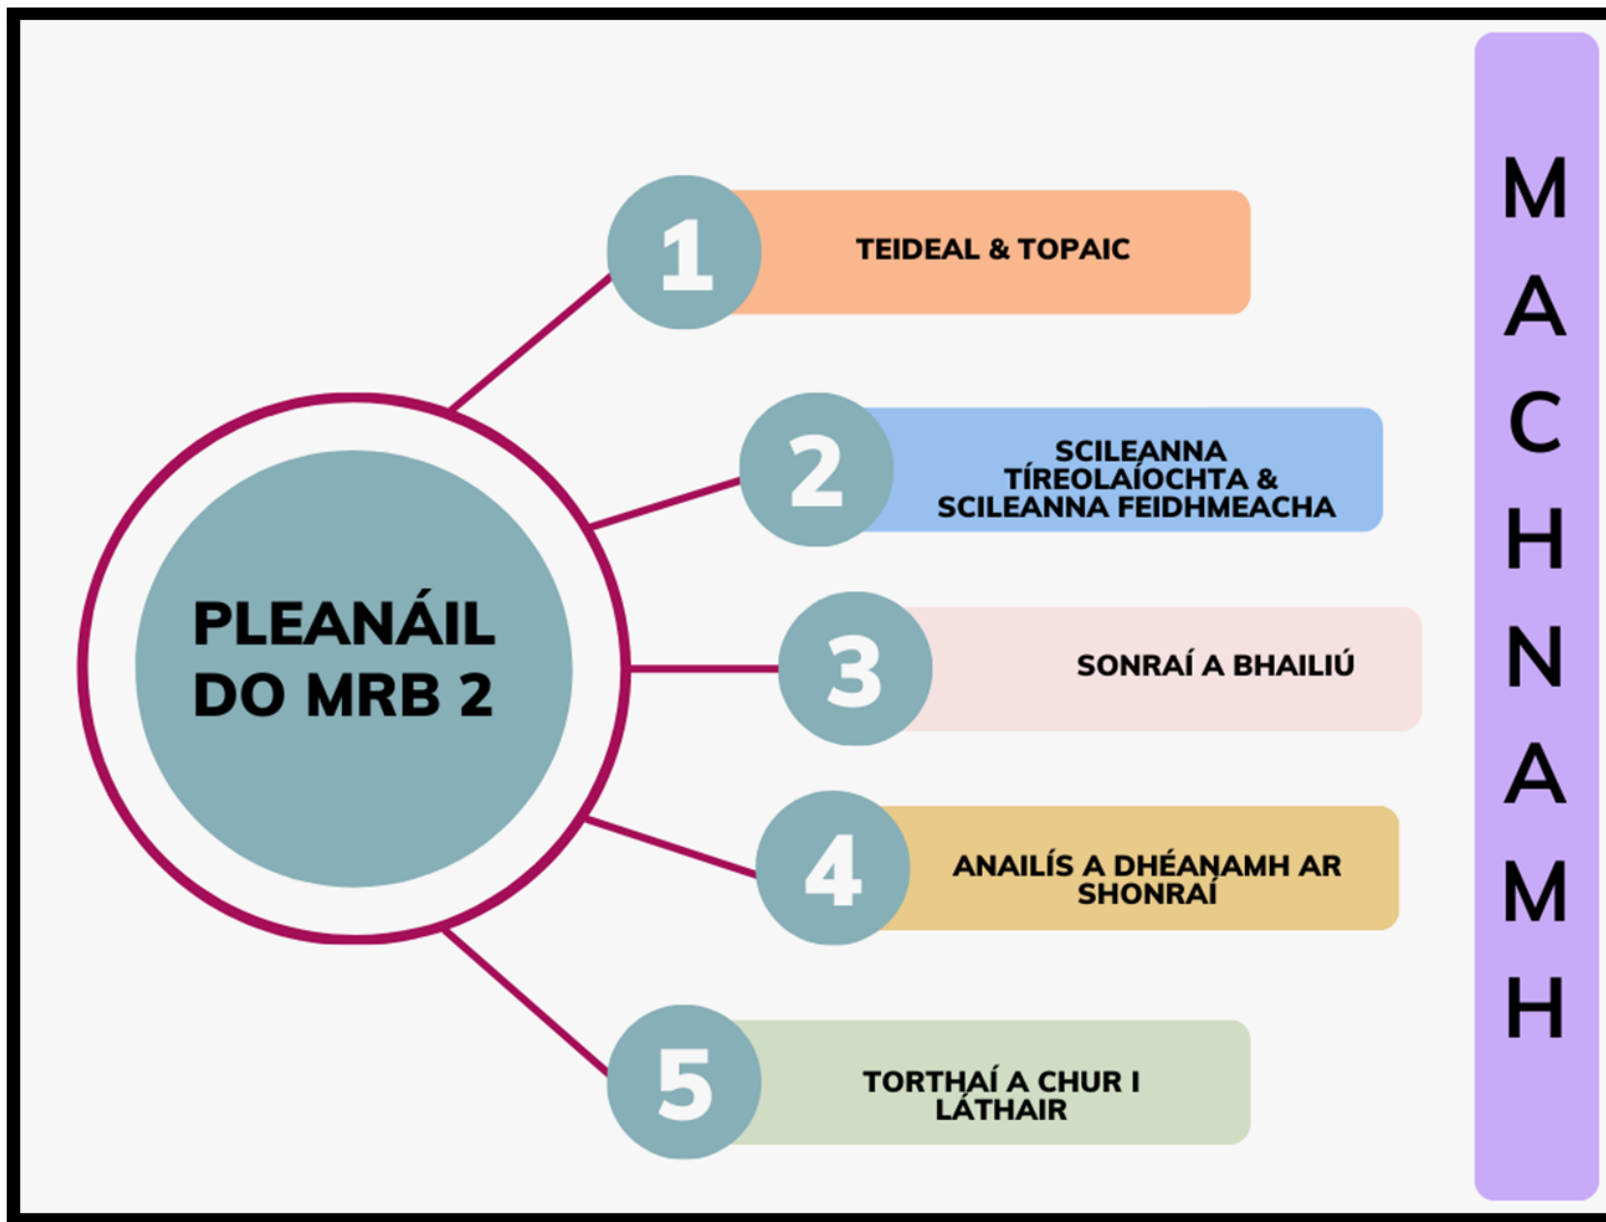 PLEANÁIL
DO MRB 2
1
TEIDEAL & TOPAIC
2
SCILEANNA
TÍREOLAÍOCHTA &
SCILEANNA FEIDHMEACHA
3
SONRAÍ A BHAILIÚ
4
ANAILÍS A DHÉANAMH AR
SHONRAÍ
5
TORTHAÍ A CHUR I
LÁTHAIR
M
A
C
H
N
A
M
H